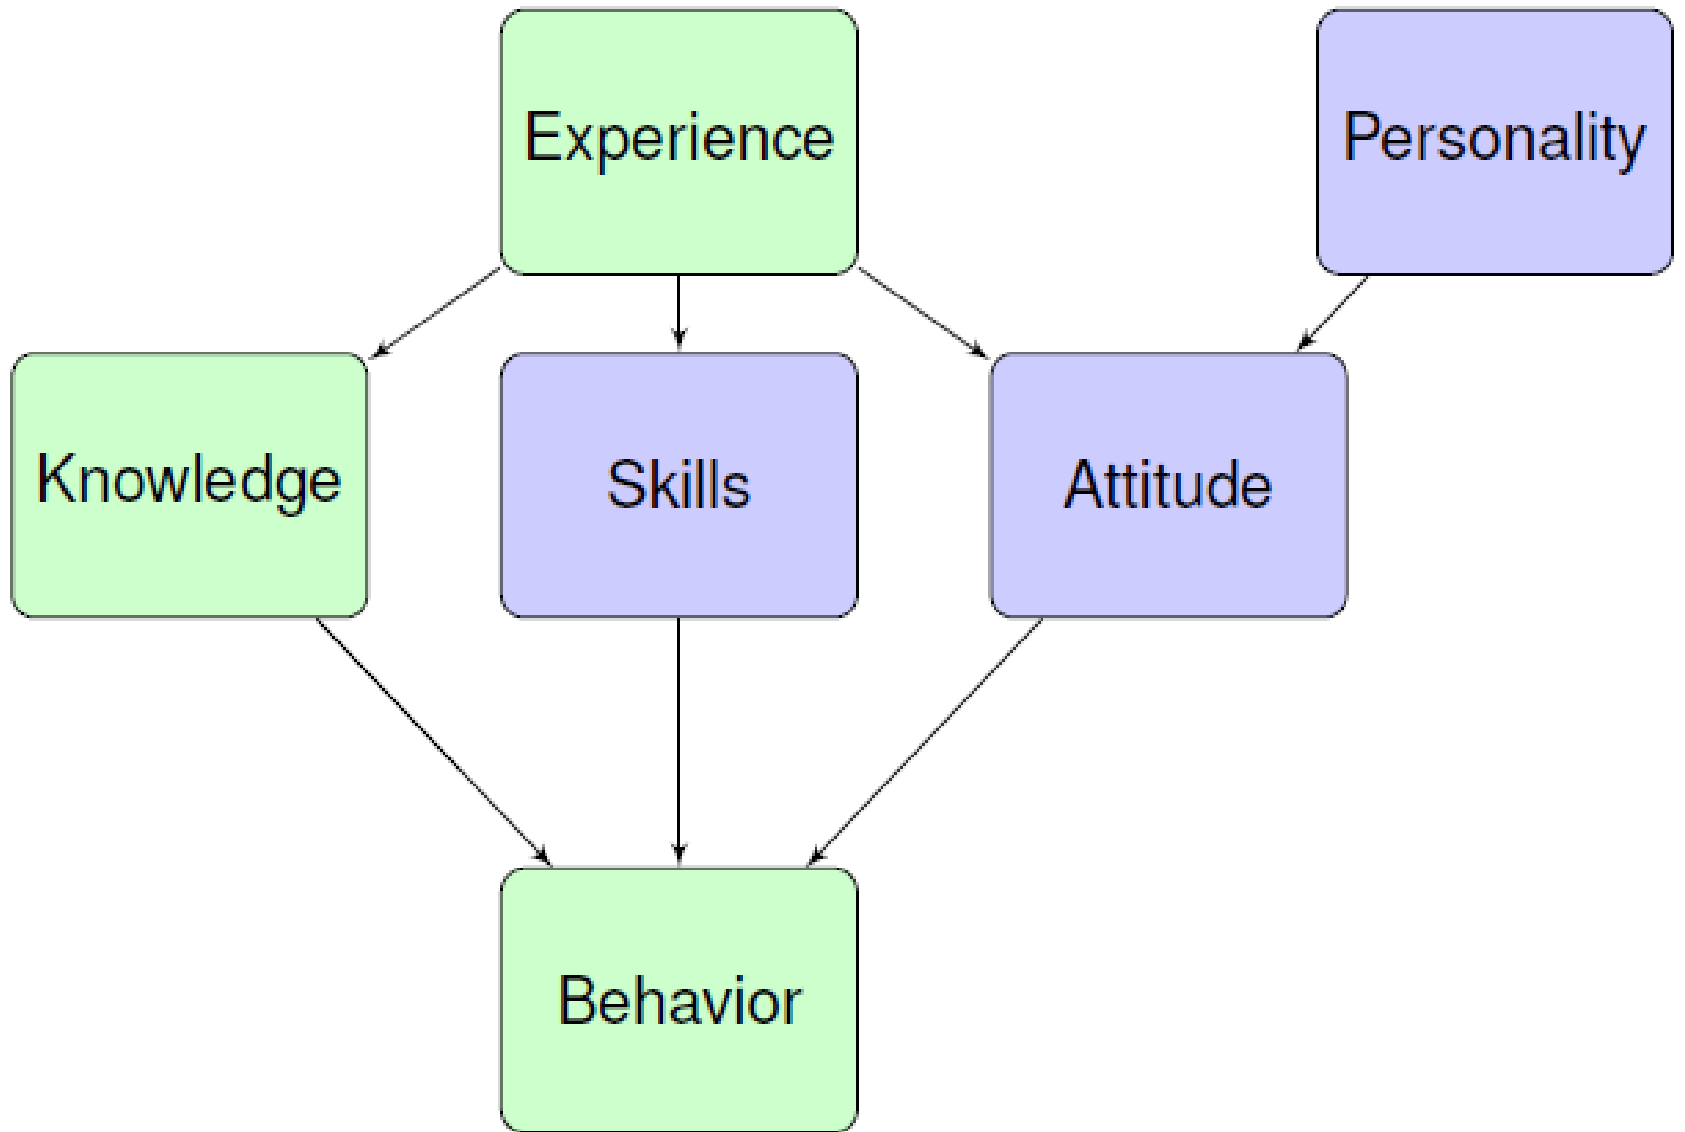 Experience
Personality
Knowledge
Skills
Attitude
Behavior